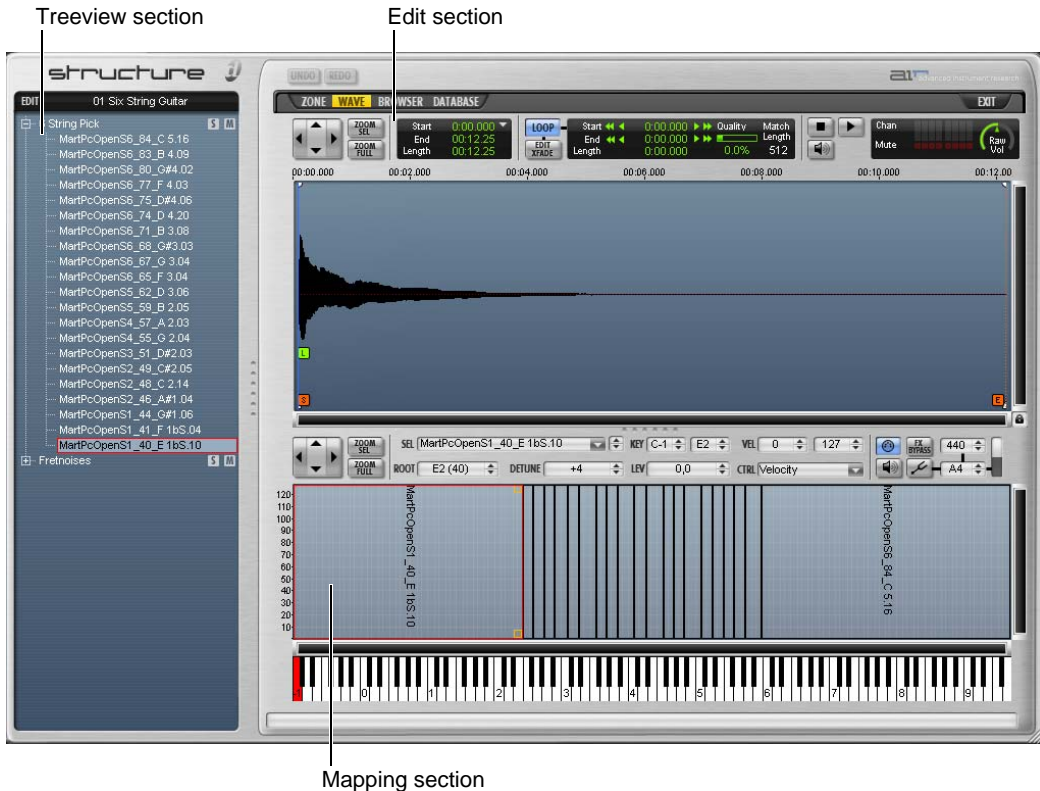 Treeview section
Edit section
structure
UNDO REDO
air advanced instrument research
EDIT 01 Six String Guitar
ZONE WAVE BROWSER DATABASE EXIT
String Pick S M
MartPcOpenS6_84_C 5.16
MartPcOpenS6_83_B 4.09
MartPcOpenS6_80_G#4.02
MartPcOpenS6_77_F 4.03
MartPcOpenS6_75_D#4.06
MartPcOpenS6_74_D 4.20
MartPcOpenS6_71_B 3.08
MartPcOpenS6_68_G#3.03
MartPcOpenS6_67_G 3.04
MartPcOpenS6_65_F 3.04
MartPcOpenS5_62_D 3.06
MartPcOpenS5_59_B 2.05
MartPcOpenS4_57_A 2.03
MartPcOpenS4_55_G 2.04
MartPcOpenS3_51_D#2.03
MartPcOpenS2_49_C#2.05
MartPcOpenS2_48_C 2.14
MartPcOpenS2_46_A#1.04
MartPcOpenS1_44_G#1.06
MartPcOpenS1_41_F 1bS.04
MartPcOpenS1_40_E 1bS.10
Fretnoises S M
ZOOM SEL
ZOOM FULL
Start 0:00.000
End 00:12.25
Length 00:12.25
LOOP
EDIT XFADE
Start 0:00.000
End 0:00.000
Length 0:00.000
Quality 0.0%
Match Length 512
Chan
Mute
Raw Vol
00:00.000 00:02.000 00:04.000 00:06.000 00:08.000 00:10.000 00:12.00
L
S E
ZOOM SEL
ZOOM FULL
SEL MartPcOpenS1_40_E 1bS.10 KEY C-1 E2 VEL 0 127 FX BYPASS 440
ROOT E2 (40) DETUNE +4 LEV 0,0 CTRL Velocity A4
120
110
100
90
80
70
60
50
40
30
20
10
MartPcOpenS1_40_E 1bS.10
MartPcOpenS6_84_C 5.16
-1 0 1 2 3 4 5 6 7 8 9
Mapping section